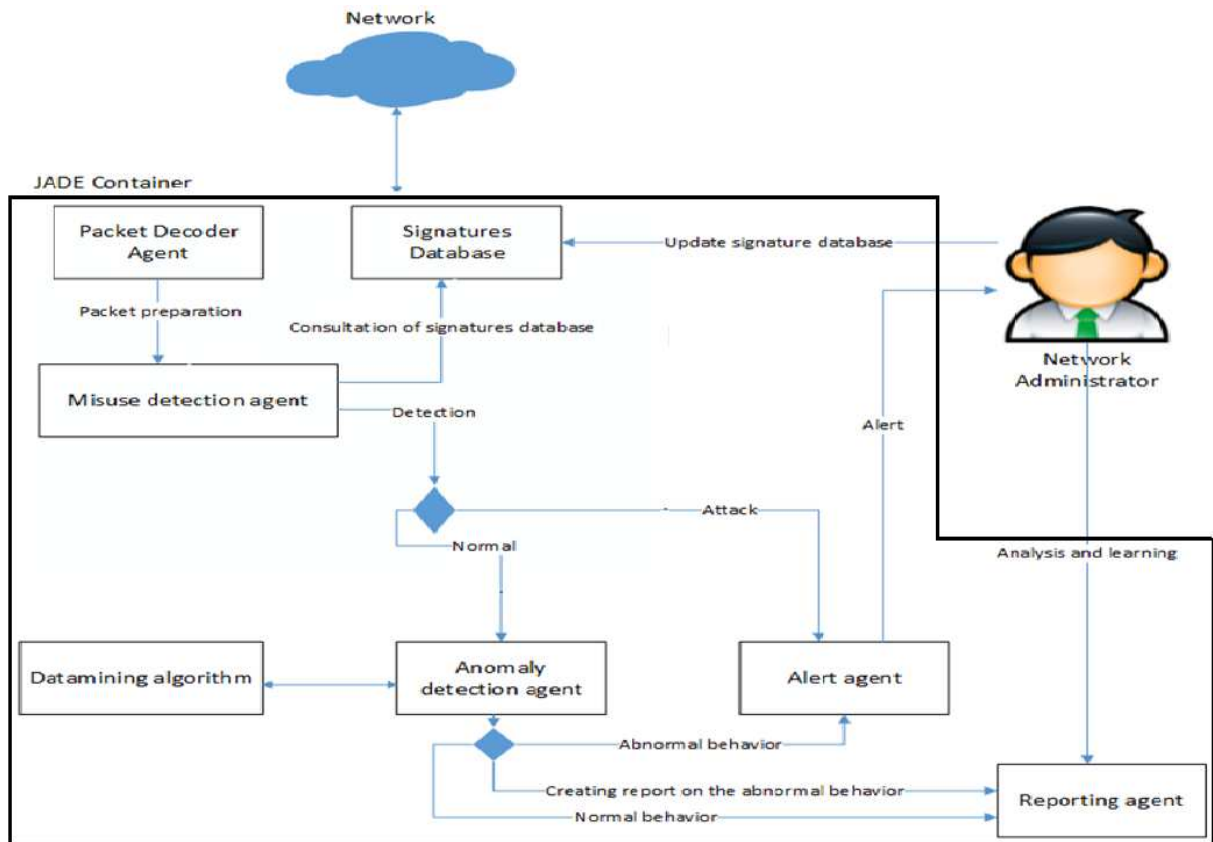 Network
JADE Container
Packet Decoder
Agent
Signatures
Database
Update signature database
Packet preparation
Consultation of signatures database
Network
Administrator
Misuse detection agent
Detection
Alert
Attack
Normal
Analysis and learning
Datamining algorithm
Anomaly
detection agent
Alert agent
Abnormal behavior
Creating report on the abnormal behavior
Normal behavior
Reporting agent